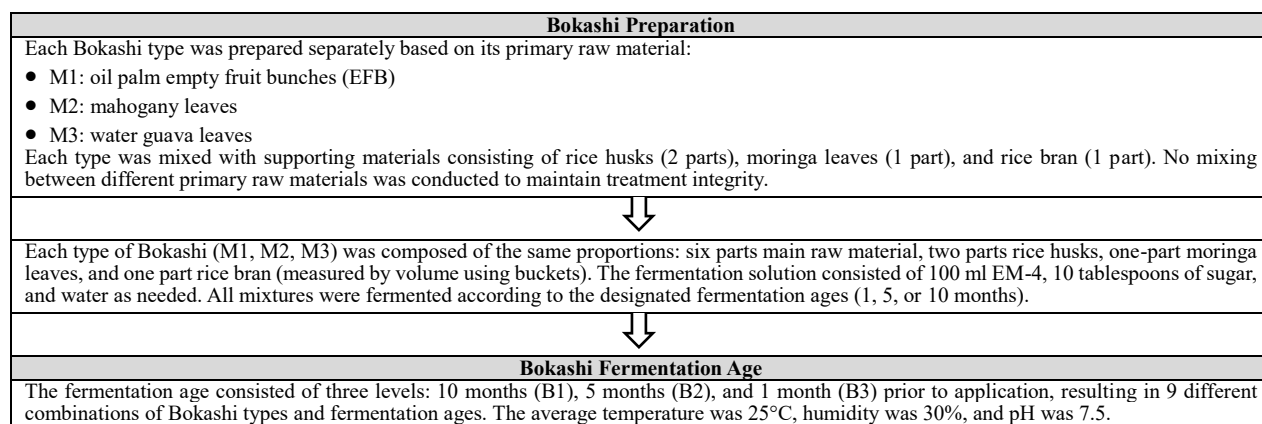 Bokashi Preparation
Each Bokashi type was prepared separately based on its primary raw material:
• M1: oil palm empty fruit bunches (EFB)
• M2: mahogany leaves
• M3: water guava leaves
Each type was mixed with supporting materials consisting of rice husks (2 parts), moringa leaves (1 part), and rice bran (1 part). No mixing
between different primary raw materials was conducted to maintain treatment integrity.
Each type of Bokashi (M1, M2, M3) was composed of the same proportions: six parts main raw material, two parts rice husks, one-part moringa
leaves, and one part rice bran (measured by volume using buckets). The fermentation solution consisted of 100 ml EM-4, 10 tablespoons of sugar,
and water as needed. All mixtures were fermented according to the designated fermentation ages (1, 5, or 10 months).
Bokashi Fermentation Age
The fermentation age consisted of three levels: 10 months (B1), 5 months (B2), and 1 month (B3) prior to application, resulting in 9 different
combinations of Bokashi types and fermentation ages. The average temperature was 25°C, humidity was 30%, and pH was 7.5.